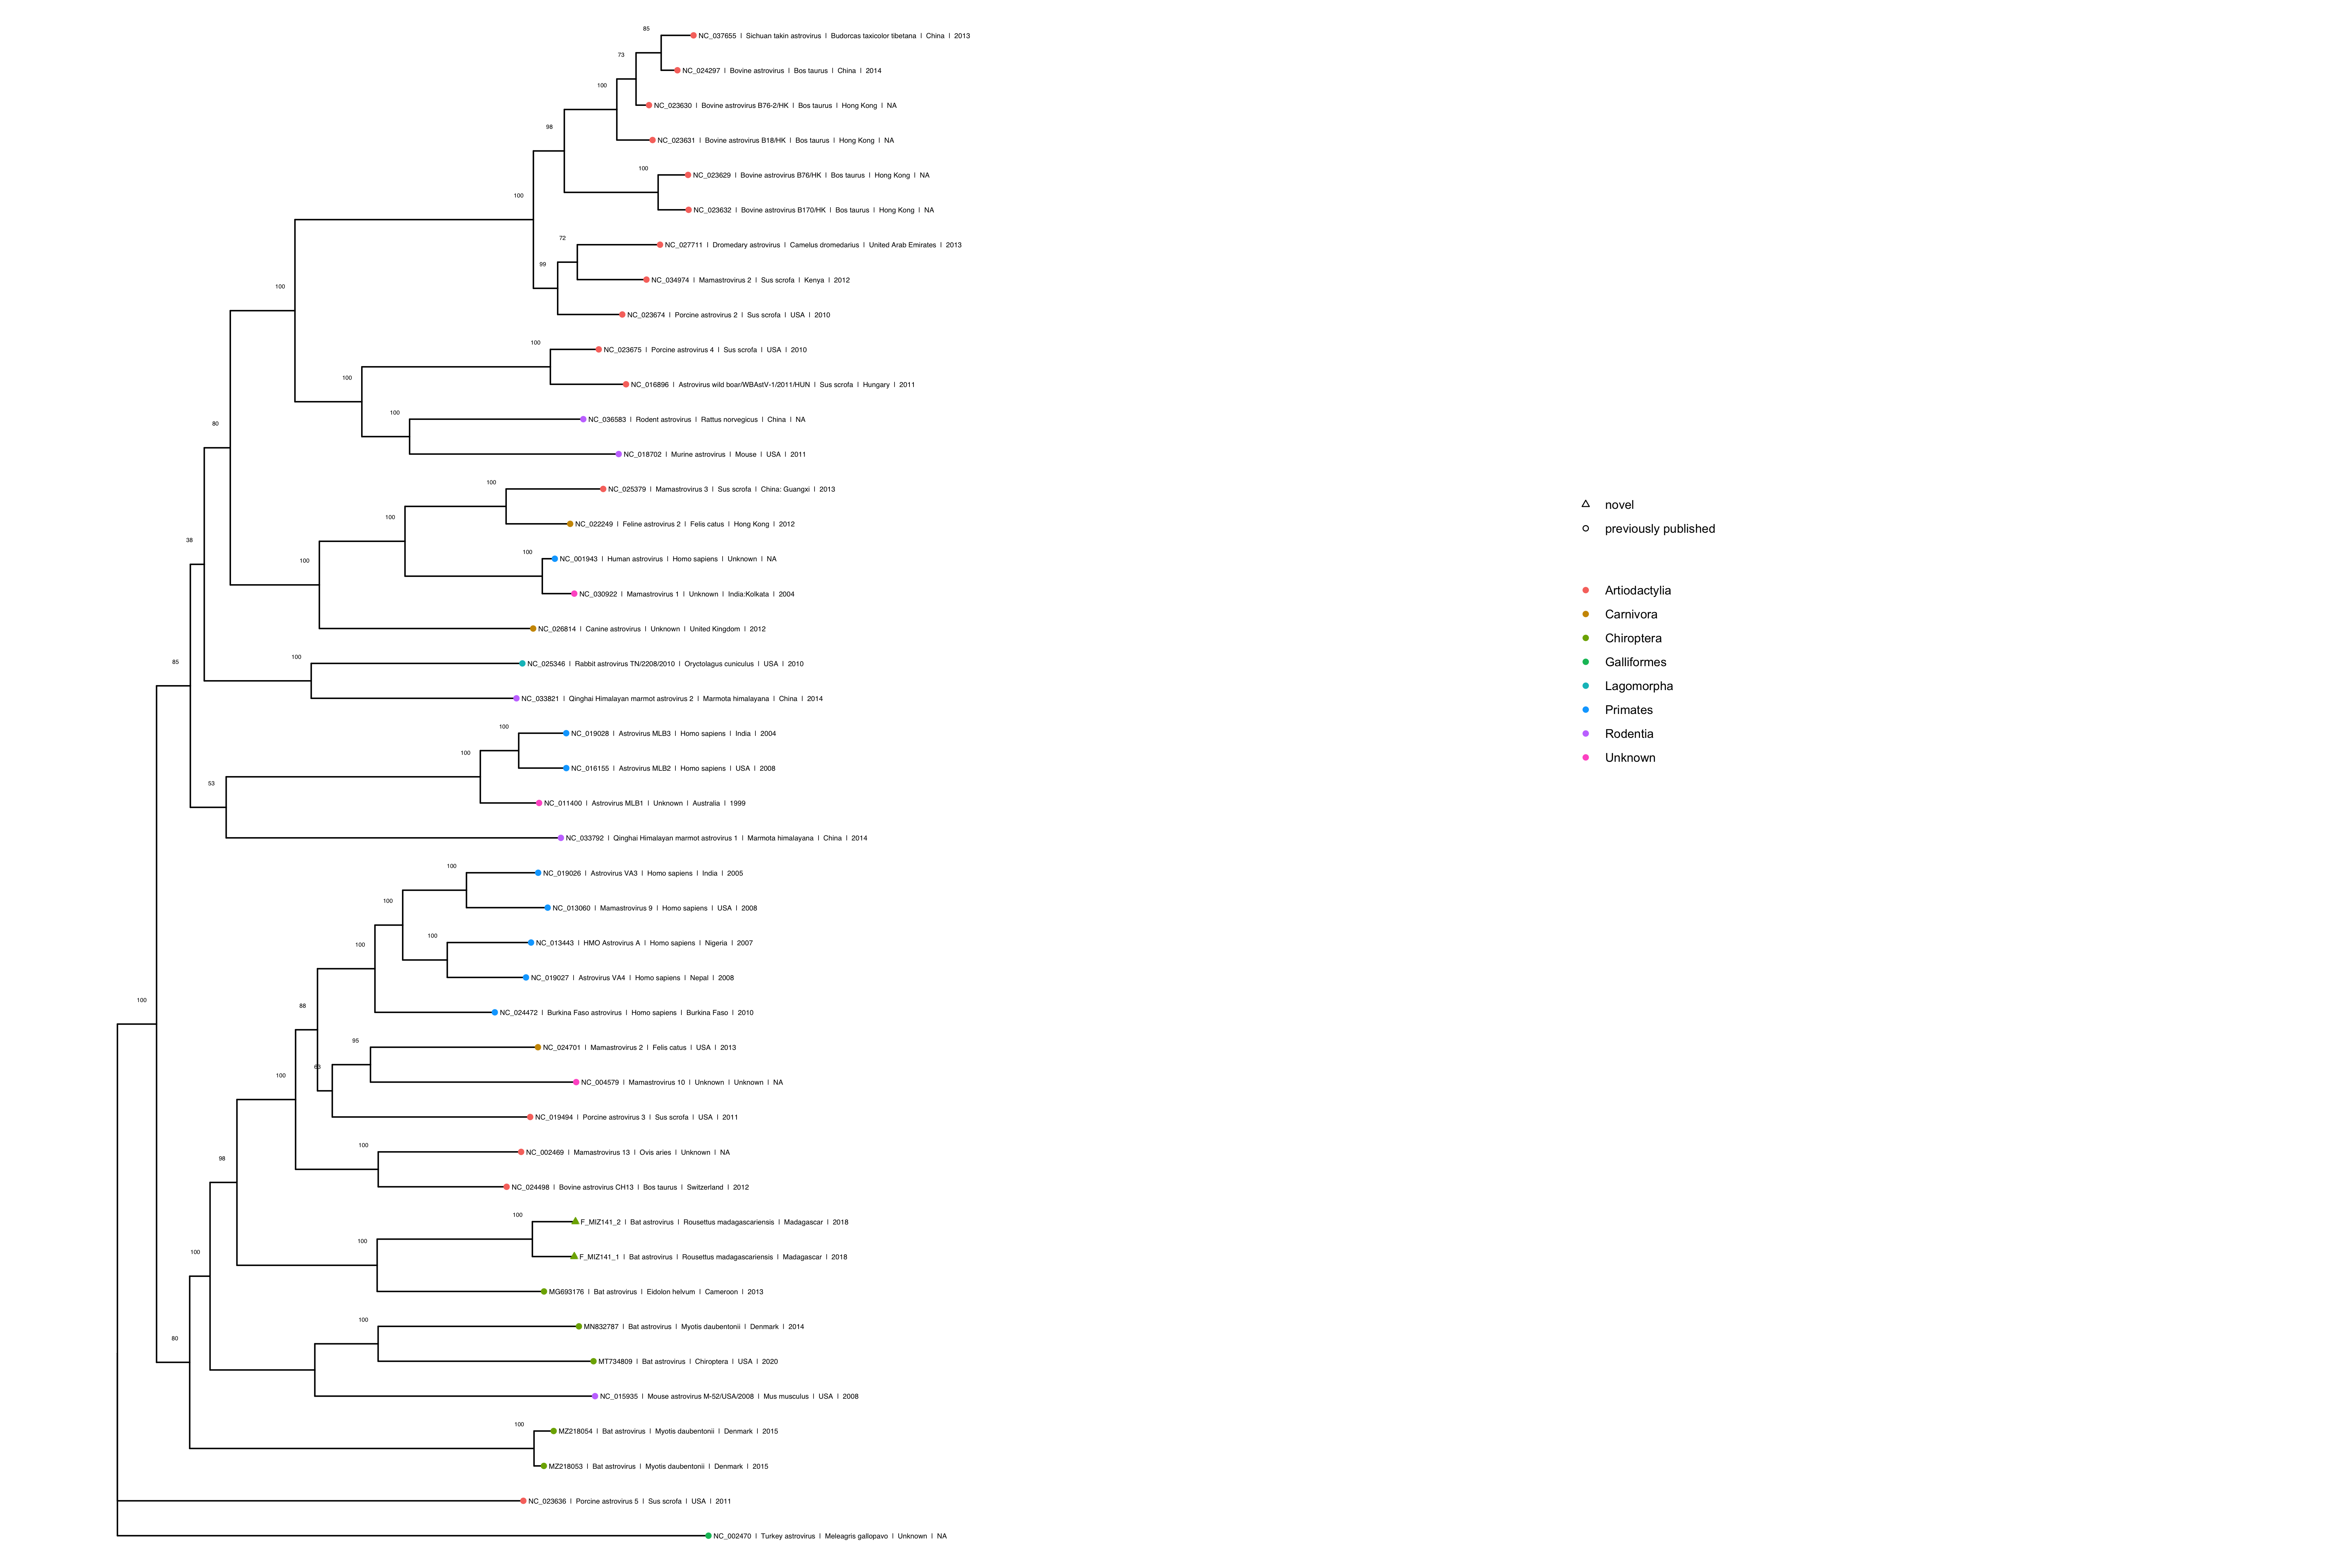 85
NC_037655 | Sichuan takin astrovirus | Budorcas taxicolor tibetana | China | 2013
73
NC_024297 | Bovine astrovirus | Bos taurus | China | 2014
100
NC_023630 | Bovine astrovirus B76-2/HK | Bos taurus | Hong Kong | NA
98
NC_023631 | Bovine astrovirus B18/HK | Bos taurus | Hong Kong | NA
100
NC_023629 | Bovine astrovirus B76/HK | Bos taurus | Hong Kong | NA
100
NC_023632 | Bovine astrovirus B170/HK | Bos taurus | Hong Kong | NA
72
NC_027711 | Dromedary astrovirus | Camelus dromedarius | United Arab Emirates | 2013
99
NC_034974 | Mamastrovirus 2 | Sus scrofa | Kenya | 2012
100
NC_023674 | Porcine astrovirus 2 | Sus scrofa | USA | 2010
100
NC_023675 | Porcine astrovirus 4 | Sus scrofa | USA | 2010
100
NC_016896 | Astrovirus wild boar/WBAstV-1/2011/HUN | Sus scrofa | Hungary | 2011
100
NC_036583 | Rodent astrovirus | Rattus norvegicus | China | NA
80
NC_018702 | Murine astrovirus | Mouse | USA | 2011
100
NC_025379 | Mamastrovirus 3 | Sus scrofa | China: Guangxi | 2013
100
NC_022249 | Feline astrovirus 2 | Felis catus | Hong Kong | 2012
38
100
NC_001943 | Human astrovirus | Homo sapiens | Unknown | NA
100
NC_030922 | Mamastrovirus 1 | Unknown | India:Kolkata | 2004
NC_026814 | Canine astrovirus | Unknown | United Kingdom | 2012
85
100
NC_025346 | Rabbit astrovirus TN/2208/2010 | Oryctolagus cuniculus | USA | 2010
NC_033821 | Qinghai Himalayan marmot astrovirus 2 | Marmota himalayana | China | 2014
100
NC_019028 | Astrovirus MLB3 | Homo sapiens | India | 2004
100
NC_016155 | Astrovirus MLB2 | Homo sapiens | USA | 2008
53
NC_011400 | Astrovirus MLB1 | Unknown | Australia | 1999
NC_033792 | Qinghai Himalayan marmot astrovirus 1 | Marmota himalayana | China | 2014
100
NC_019026 | Astrovirus VA3 | Homo sapiens | India | 2005
100
NC_013060 | Mamastrovirus 9 | Homo sapiens | USA | 2008
100
100
NC_013443 | HMO Astrovirus A | Homo sapiens | Nigeria | 2007
NC_019027 | Astrovirus VA4 | Homo sapiens | Nepal | 2008
100
88
NC_024472 | Burkina Faso astrovirus | Homo sapiens | Burkina Faso | 2010
95
NC_024701 | Mamastrovirus 2 | Felis catus | USA | 2013
100
NC_004579 | Mamastrovirus 10 | Unknown | Unknown | NA
NC_019494 | Porcine astrovirus 3 | Sus scrofa | USA | 2011
98
100
NC_002469 | Mamastrovirus 13 | Ovis aries | Unknown | NA
NC_024498 | Bovine astrovirus CH13 | Bos taurus | Switzerland | 2012
100
F_MIZ141_2 | Bat astrovirus | Rousettus madagascariensis | Madagascar | 2018
100
100
F_MIZ141_1 | Bat astrovirus | Rousettus madagascariensis | Madagascar | 2018
MG693176 | Bat astrovirus | Eidolon helvum | Cameroon | 2013
80
100
MN832787 | Bat astrovirus | Myotis daubentonii | Denmark | 2014
MT734809 | Bat astrovirus | Chiroptera | USA | 2020
NC_015935 | Mouse astrovirus M-52/USA/2008 | Mus musculus | USA | 2008
100
MZ218054 | Bat astrovirus | Myotis daubentonii | Denmark | 2015
MZ218053 | Bat astrovirus | Myotis daubentonii | Denmark | 2015
NC_023636 | Porcine astrovirus 5 | Sus scrofa | USA | 2011
NC_002470 | Turkey astrovirus | Meleagris gallopavo | Unknown | NA
novel
previously published
Artiodactylia
Carnivora
Chiroptera
Galliformes
Lagomorpha
Primates
Rodentia
Unknown